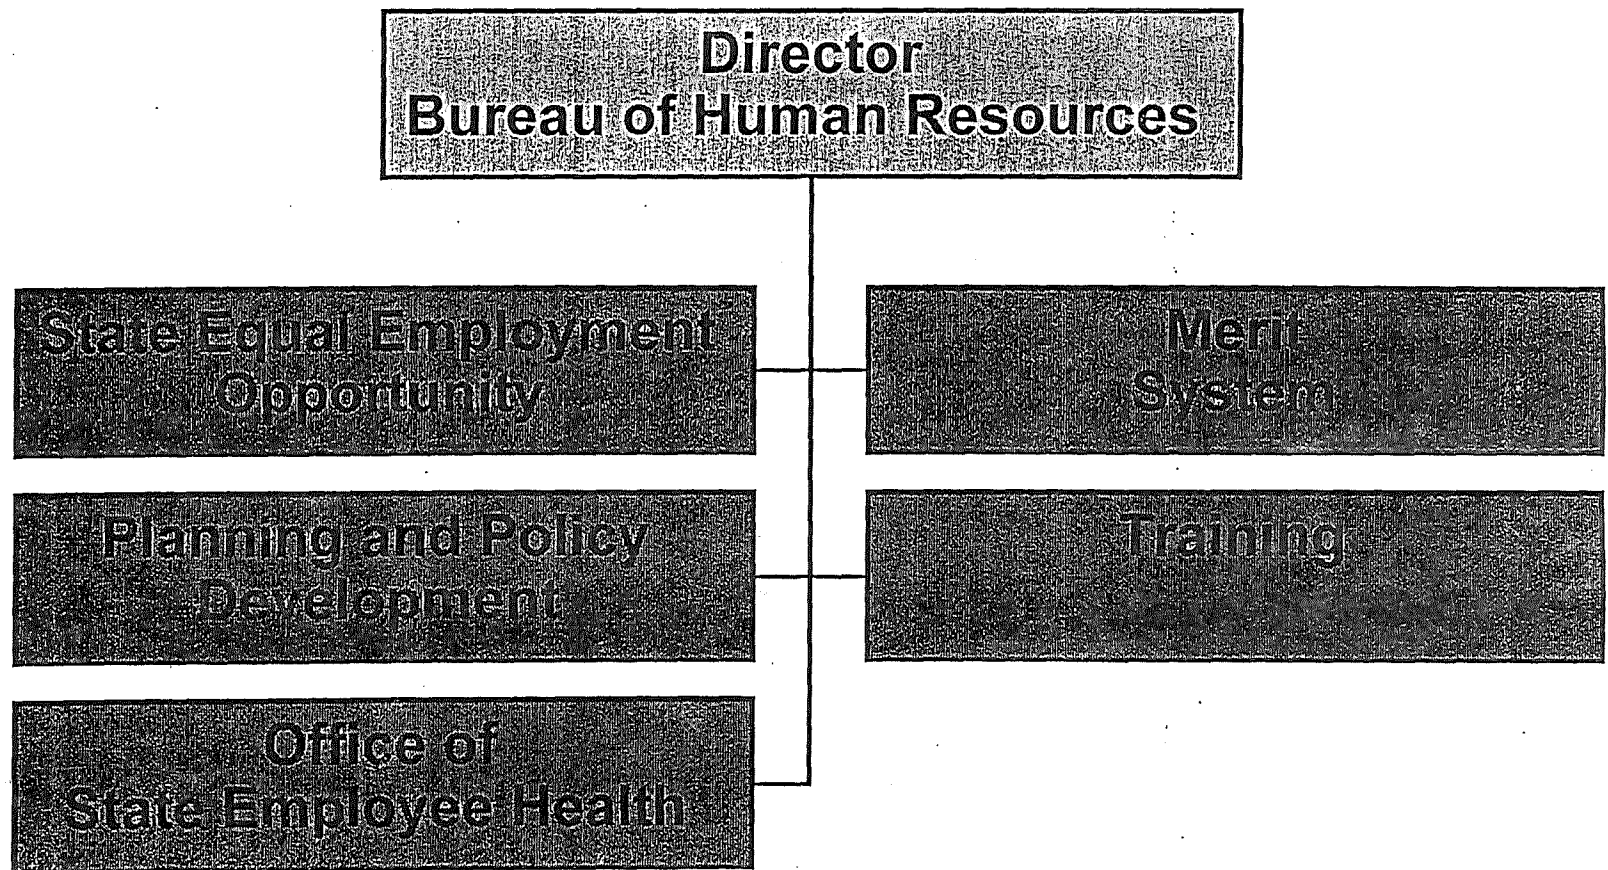 Director
Bureau of Human Resources
State Equal Employment
Opportunity
Merit
System
Planning and Policy
Development
Training
Office of
State Employee Health